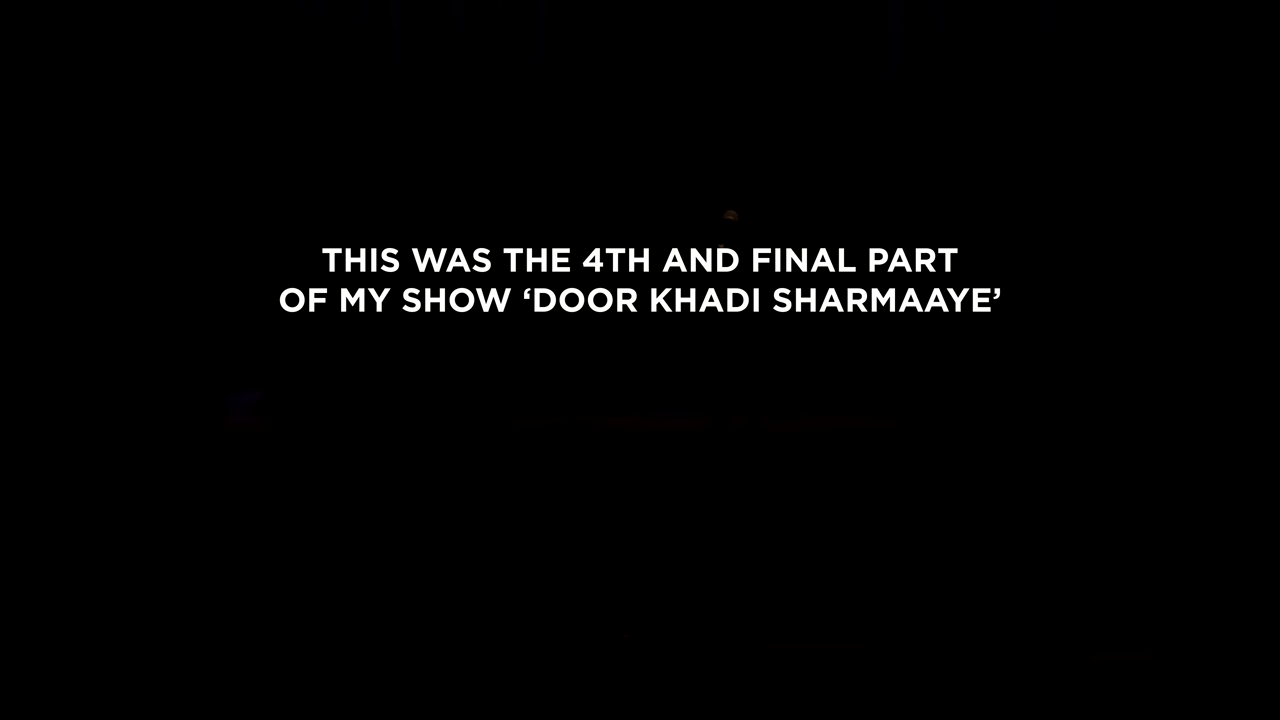 THIS WAS THE 4TH AND FINAL PART
OF MY SHOW ‘DOOR KHADI SHARMAAYE’